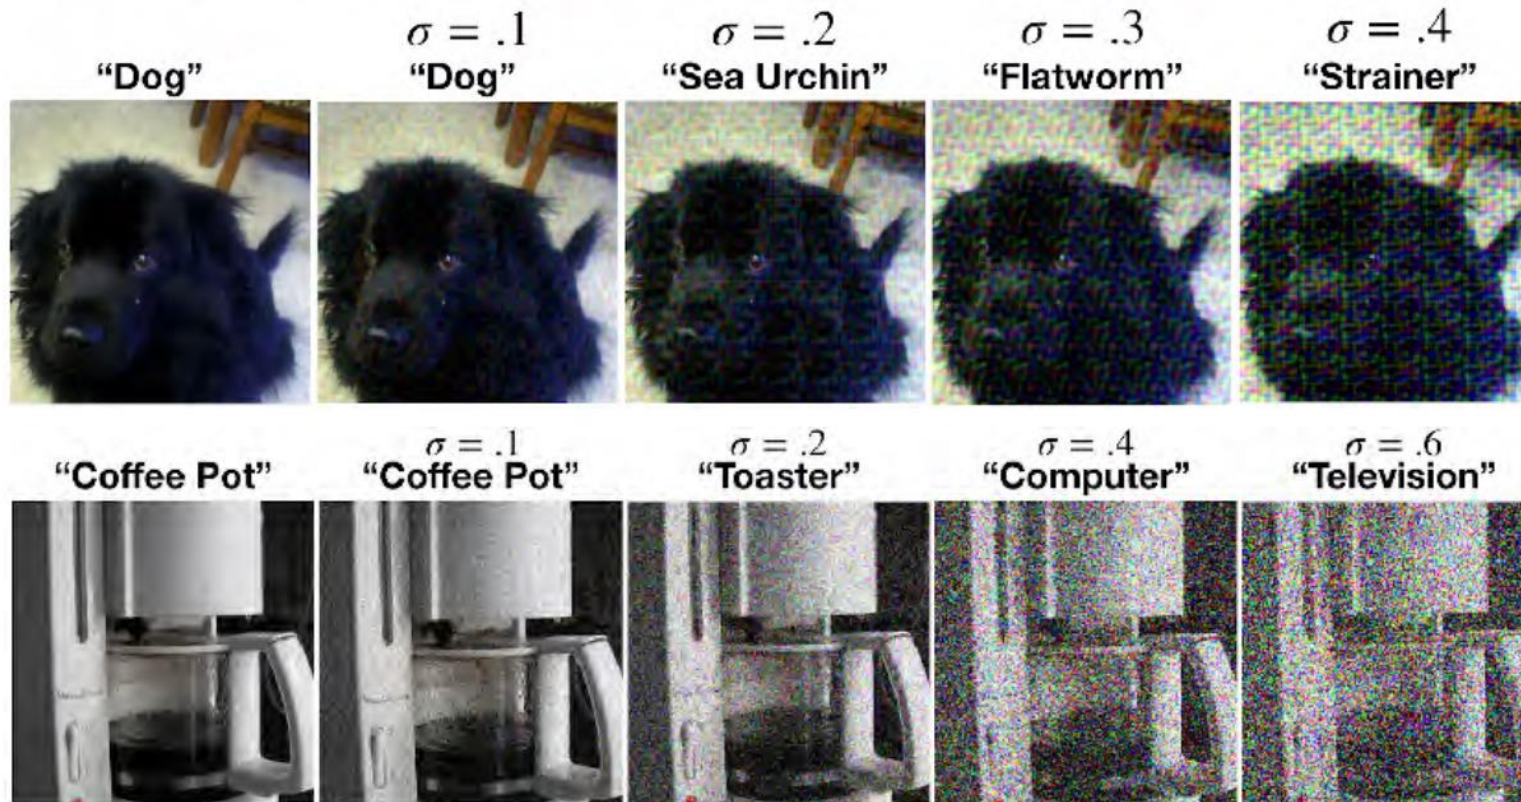 σ = .1 σ = .2 σ = .3 σ = .4
“Dog” “Dog” “Sea Urchin” “Flatworm” “Strainer”
σ = .1 σ = .2 σ = .4 σ = .6
“Coffee Pot” “Coffee Pot” “Toaster” “Computer” “Television”